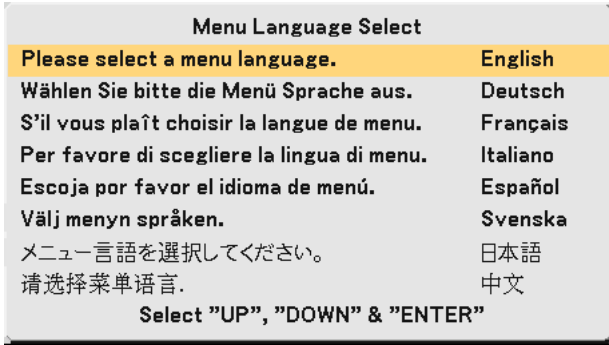 Menu Language Select
Please select a menu language. English
Wählen Sie bitte die Menü Sprache aus. Deutsch
S'il vous plaît choisir la langue de menu. Français
Per favore di scegliere la lingua di menu. Italiano
Escoja por favor el idioma de menú. Español
Välj menyn språken. Svenska
メニュー言語を選択してください。 日本語
请选择菜单语言. 中文
Select "UP", "DOWN" & "ENTER"